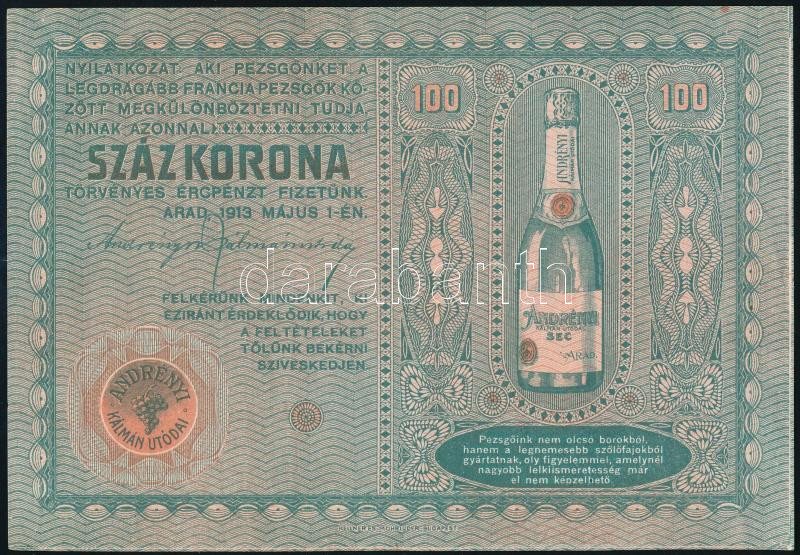 NYILATKOZAT. AKI PEZSGŐNKET A
LEGDRÁGÁBB FRANCIA PEZSGŐK KÖ-
ZÖTT MEGKÜLÖNBÖZTETNI TUDJA,
ANNAK AZONNAL
SZÁZ KORONA
TÖRVÉNYES ÉRCPÉNZT FIZETÜNK.
ARAD, 1913 MÁJUS 1-ÉN.
FELKÉRÜNK MINDENKIT, KI
EZIRÁNT ÉRDEKLŐDIK, HOGY
A FELTÉTELEKET
TŐLÜNK BEKÉRNI
SZIVESKEDJEN.
ANDRÉNYI
KÁLMÁN UTÓDAI
100
100
ANDRÉNYI
ANDRÉNYI
KÁLMÁN UTÓDAI
SEC
ARAD.
Pezsgőink nem olcsó borokból,
hanem a legnemesebb szőlőfajokból
gyártatnak, oly figyelemmel, amelynél
nagyobb lelkiismeretesség már
el nem képzelhető.
darabanth